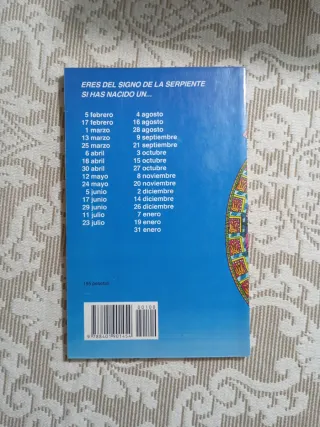 ERES DEL SIGNO DE LA SERPIENTE
SI HAS NACIDO UN...
5 febrero 4 agosto
17 febrero 16 agosto
1 marzo 28 agosto
13 marzo 9 septiembre
25 marzo 21 septiembre
6 abril 3 octubre
18 abril 15 octubre
30 abril 27 octubre
12 mayo 8 noviembre
24 mayo 20 noviembre
5 junio 2 diciembre
17 junio 14 diciembre
29 junio 26 diciembre
11 julio 7 enero
23 julio 19 enero
31 enero
00100